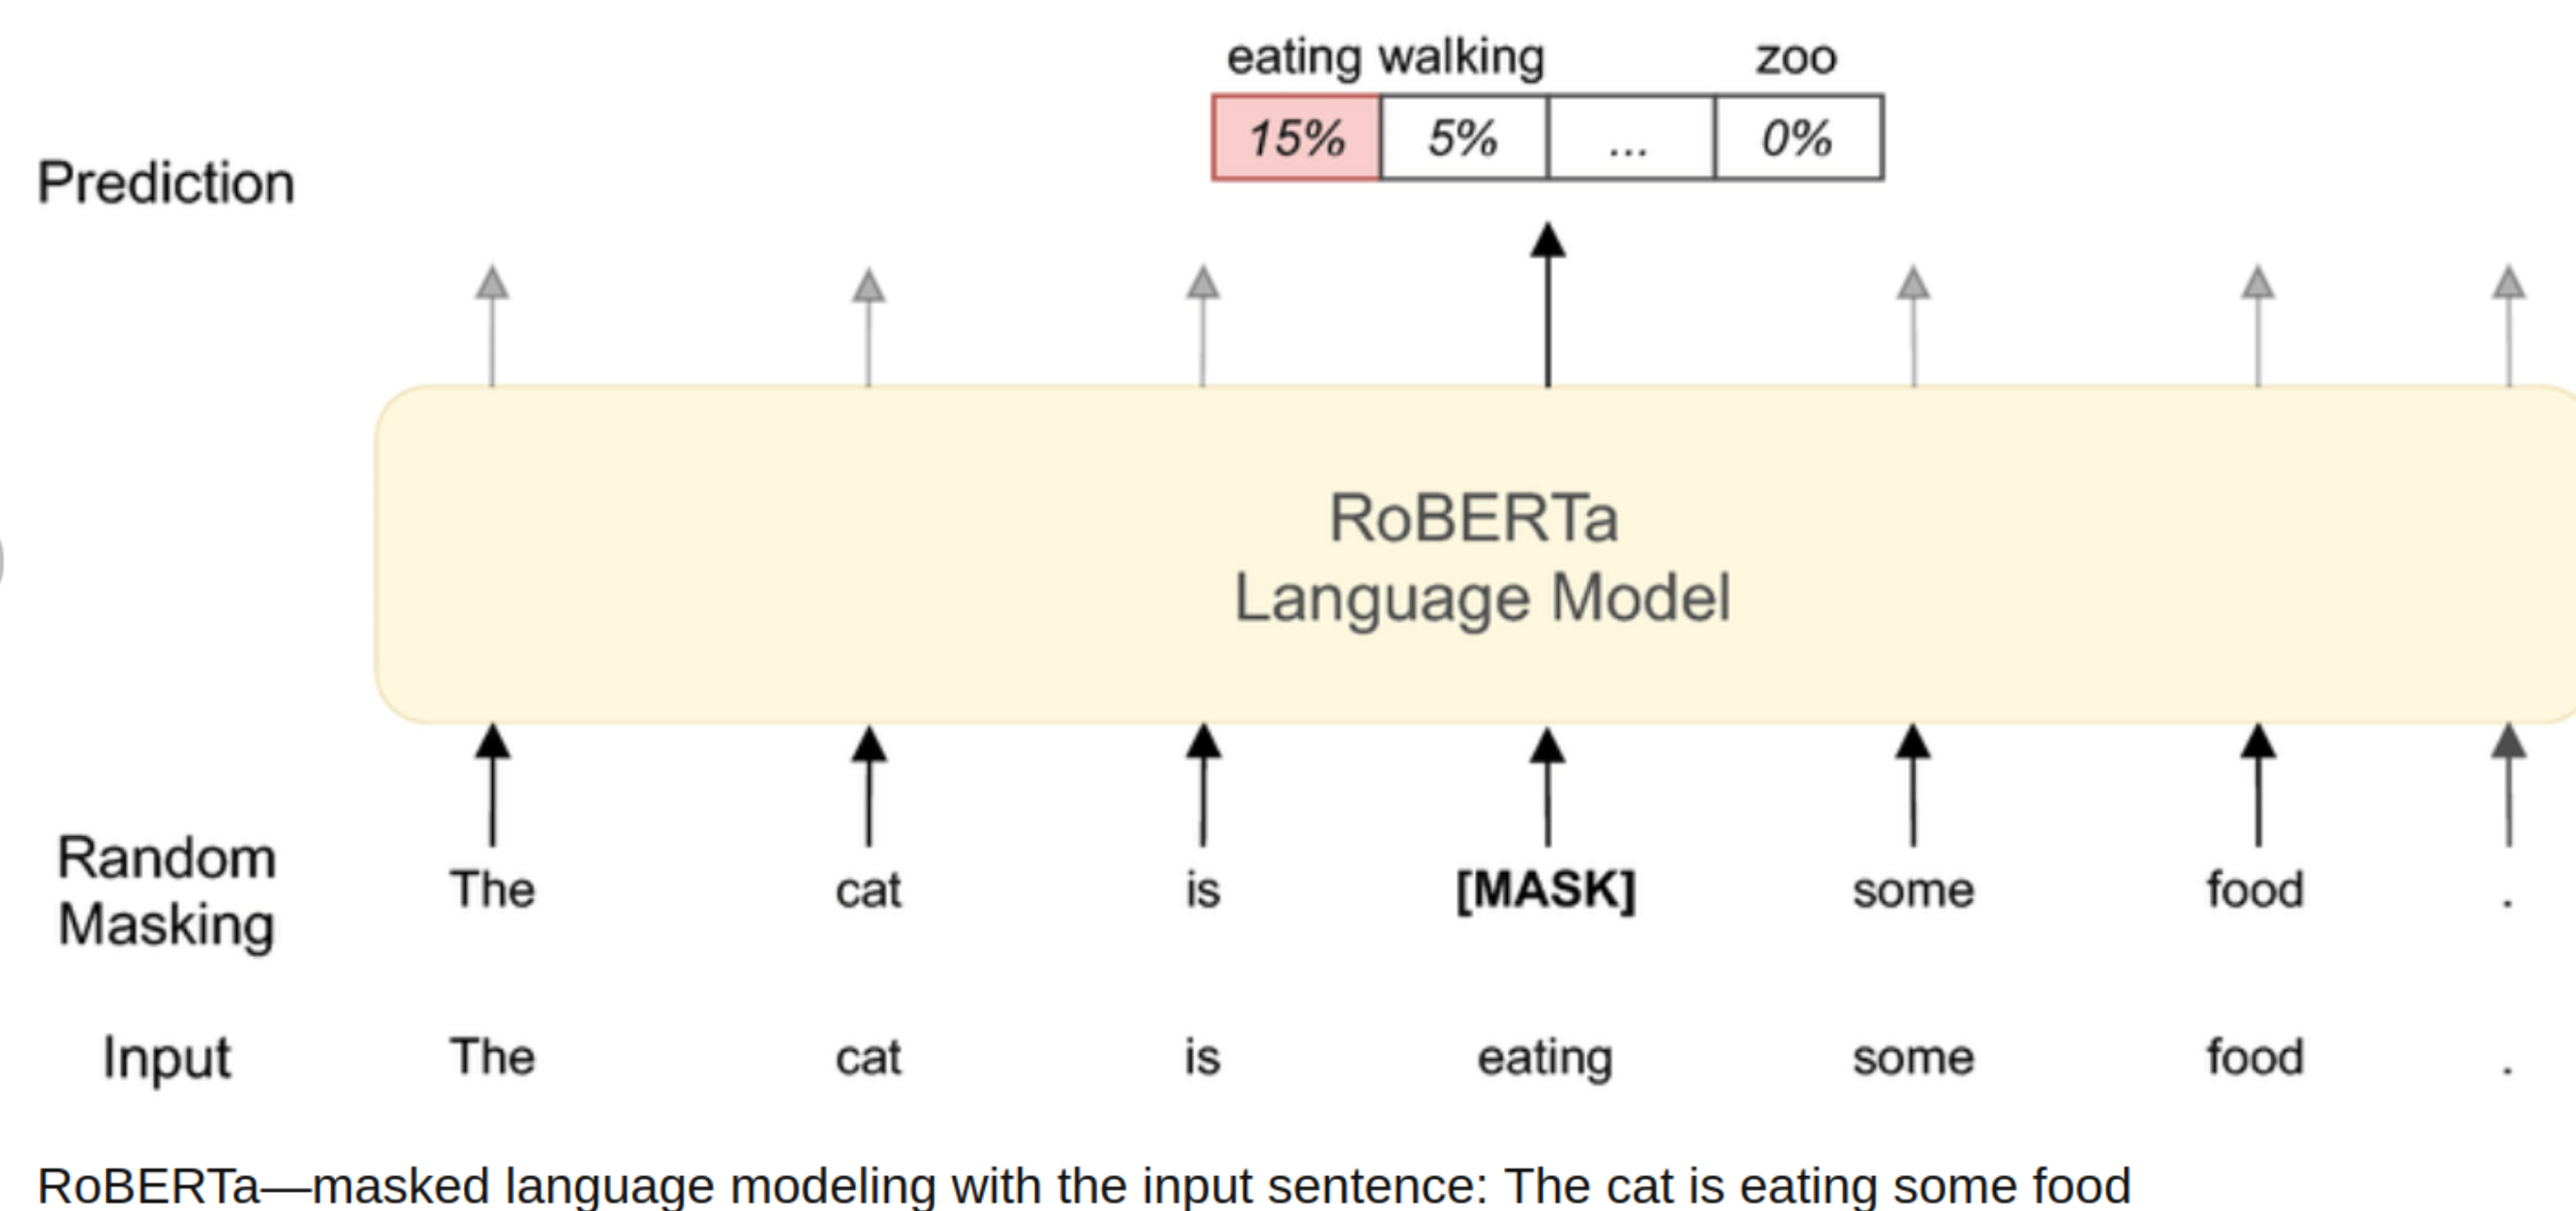 eating walking zoo
15% 5% ... 0%
Prediction
RoBERTa
Language Model
Random
Masking
The cat is [MASK] some food .
Input The cat is eating some food .
RoBERTa—masked language modeling with the input sentence: The cat is eating some food